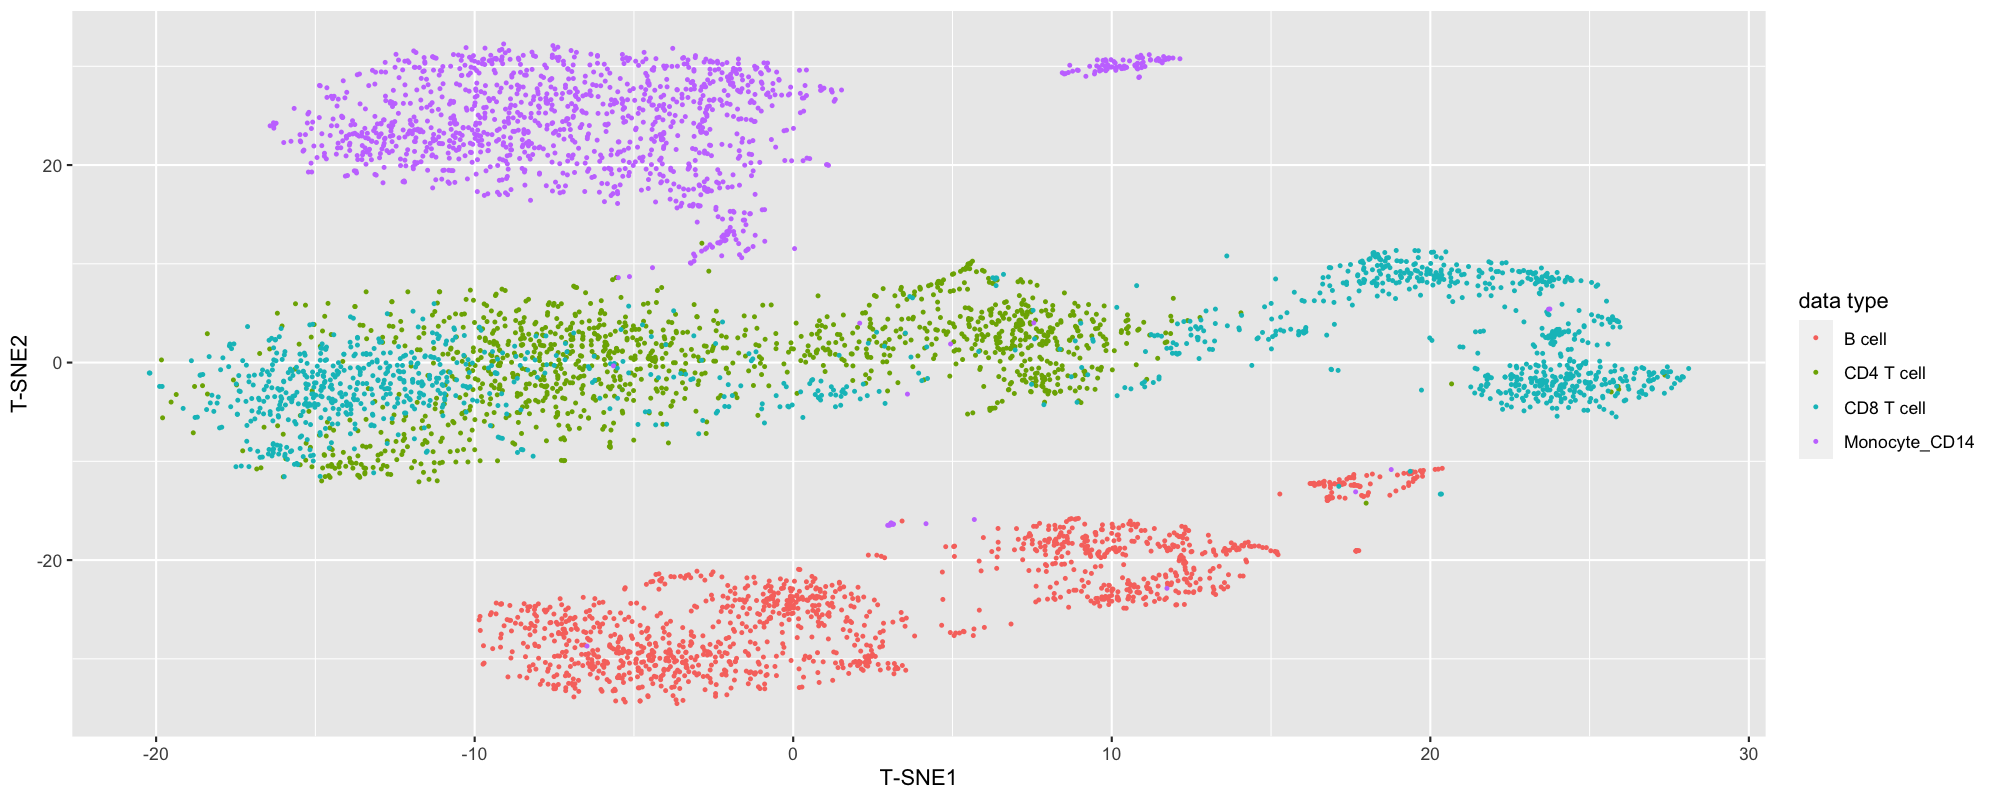 T-SNE2
20
0
-20
-20
-10
0
10
20
30
T-SNE1
data type
B cell
CD4 T cell
CD8 T cell
Monocyte_CD14